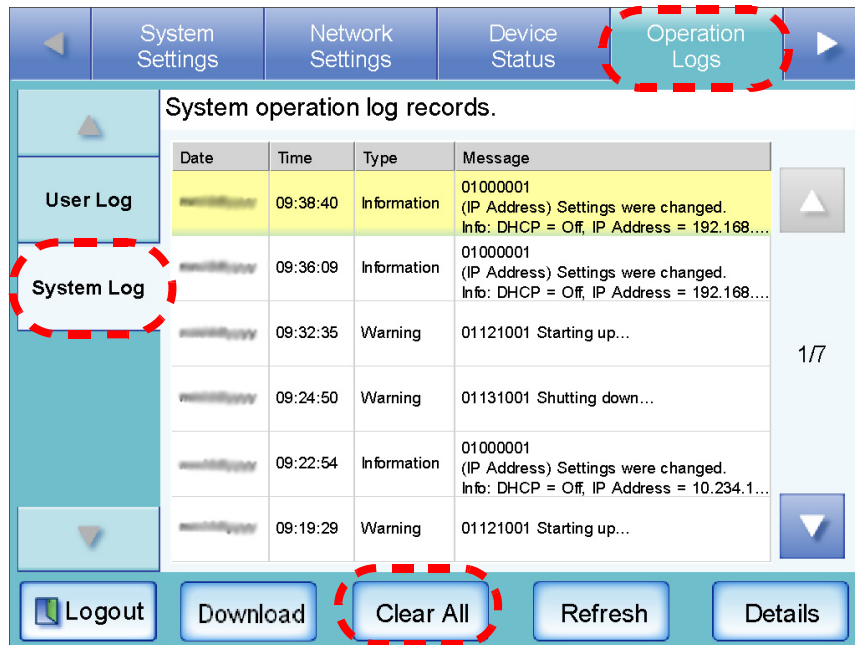 System Settings
Network Settings
Device Status
Operation Logs
System operation log records.
User Log
System Log
Date Time Type Message
09:38:40 Information 01000001
(IP Address) Settings were changed.
Info: DHCP = Off, IP Address = 192.168....
09:36:09 Information 01000001
(IP Address) Settings were changed.
Info: DHCP = Off, IP Address = 192.168....
09:32:35 Warning 01121001 Starting up...
09:24:50 Warning 01131001 Shutting down...
09:22:54 Information 01000001
(IP Address) Settings were changed.
Info: DHCP = Off, IP Address = 10.234.1...
09:19:29 Warning 01121001 Starting up...
1/7
Logout
Download
Clear All
Refresh
Details